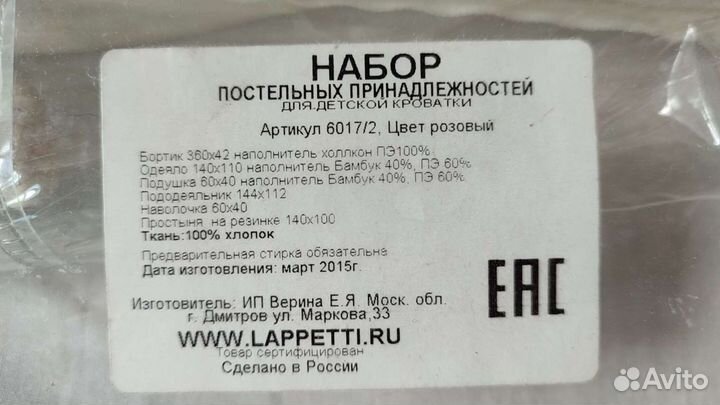 НАБОР
ПОСТЕЛЬНЫХ ПРИНАДЛЕЖНОСТЕЙ
ДЛЯ ДЕТСКОЙ КРОВАТКИ
Артикул 6017/2, Цвет розовый
Бортик 360х42 наполнитель холлкон ПЭ100%
Одеяло 140х110 наполнитель Бамбук 40%, ПЭ 60%
Подушка 60х40 наполнитель Бамбук 40%, ПЭ 60%
Пододеяльник 144х112
Наволочка 60х40
Простыня на резинке 140х100
Ткань:100% хлопок
Предварительная стирка обязательна
Дата изготовления: март 2015г.
EAC
Изготовитель: ИП Верина Е.Я. Моск. обл.
г. Дмитров ул. Маркова,33
WWW.LAPPETTI.RU
Товар сертифицирован
Сделано в России
Avito